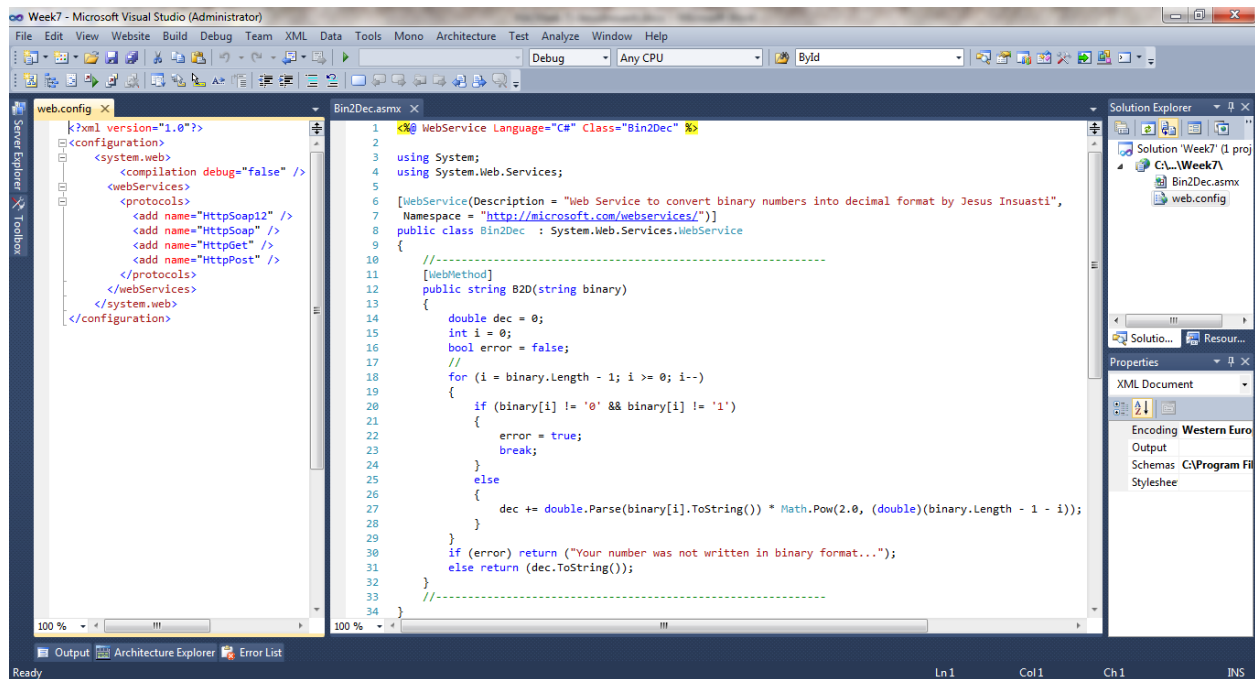 Week7 - Microsoft Visual Studio (Administrator)
File Edit View Website Build Debug Team XML Data Tools Mono Architecture Test Analyze Window Help
Debug Any CPU ById
Server Explorer
Toolbox
web.config
<?xml version="1.0"?>
<configuration>
<system.web>
<compilation debug="false" />
<webServices>
<protocols>
<add name="HttpSoap12" />
<add name="HttpSoap" />
<add name="HttpGet" />
<add name="HttpPost" />
</protocols>
</webServices>
</system.web>
</configuration>
100 %
Bin2Dec.asmx
1 <%@ WebService Language="C#" Class="Bin2Dec" %>
2
3 using System;
4 using System.Web.Services;
5
6 [WebService(Description = "Web Service to convert binary numbers into decimal format by Jesus Insuasti",
7 Namespace = "http://microsoft.com/webservices/")]
8 public class Bin2Dec : System.Web.Services.WebService
9 {
10 //-------------------------------------------------------------
11 [WebMethod]
12 public string B2D(string binary)
13 {
14 double dec = 0;
15 int i = 0;
16 bool error = false;
17 //
18 for (i = binary.Length - 1; i >= 0; i--)
19 {
20 if (binary[i] != '0' && binary[i] != '1')
21 {
22 error = true;
23 break;
24 }
25 else
26 {
27 dec += double.Parse(binary[i].ToString()) * Math.Pow(2.0, (double)(binary.Length - 1 - i));
28 }
29 }
30 if (error) return ("Your number was not written in binary format...");
31 else return (dec.ToString());
32 }
33 //-------------------------------------------------------------
34 }
100 %
Solution Explorer
Solution 'Week7' (1 proj
C:\...\Week7\
Bin2Dec.asmx
web.config
Solutio... Resour...
Properties
XML Document
Encoding Western Euro
Output
Schemas C:\Program Fil
Styleshee
Output Architecture Explorer Error List
Ready Ln 1 Col 1 Ch 1 INS